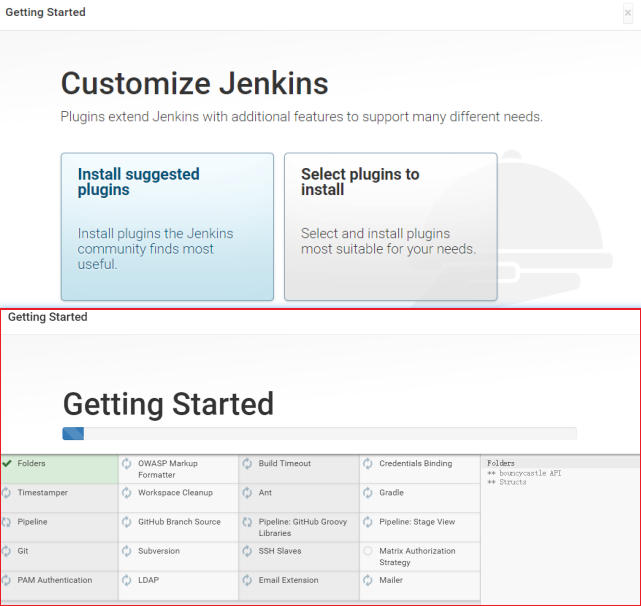 Getting Started
×
Customize Jenkins
Plugins extend Jenkins with additional features to support many different needs.
Install suggested
plugins
Install plugins the Jenkins
community finds most
useful.
Select plugins to
install
Select and install plugins
most suitable for your needs.
Getting Started
Getting Started
Folders
OWASP Markup
Formatter
Build Timeout
Credentials Binding
Timestamper
Workspace Cleanup
Ant
Gradle
Pipeline
GitHub Branch Source
Pipeline: GitHub Groovy
Libraries
Pipeline: Stage View
Git
Subversion
SSH Slaves
Matrix Authorization
Strategy
PAM Authentication
LDAP
Email Extension
Mailer
Folders
** bouncycastle API
** Structs